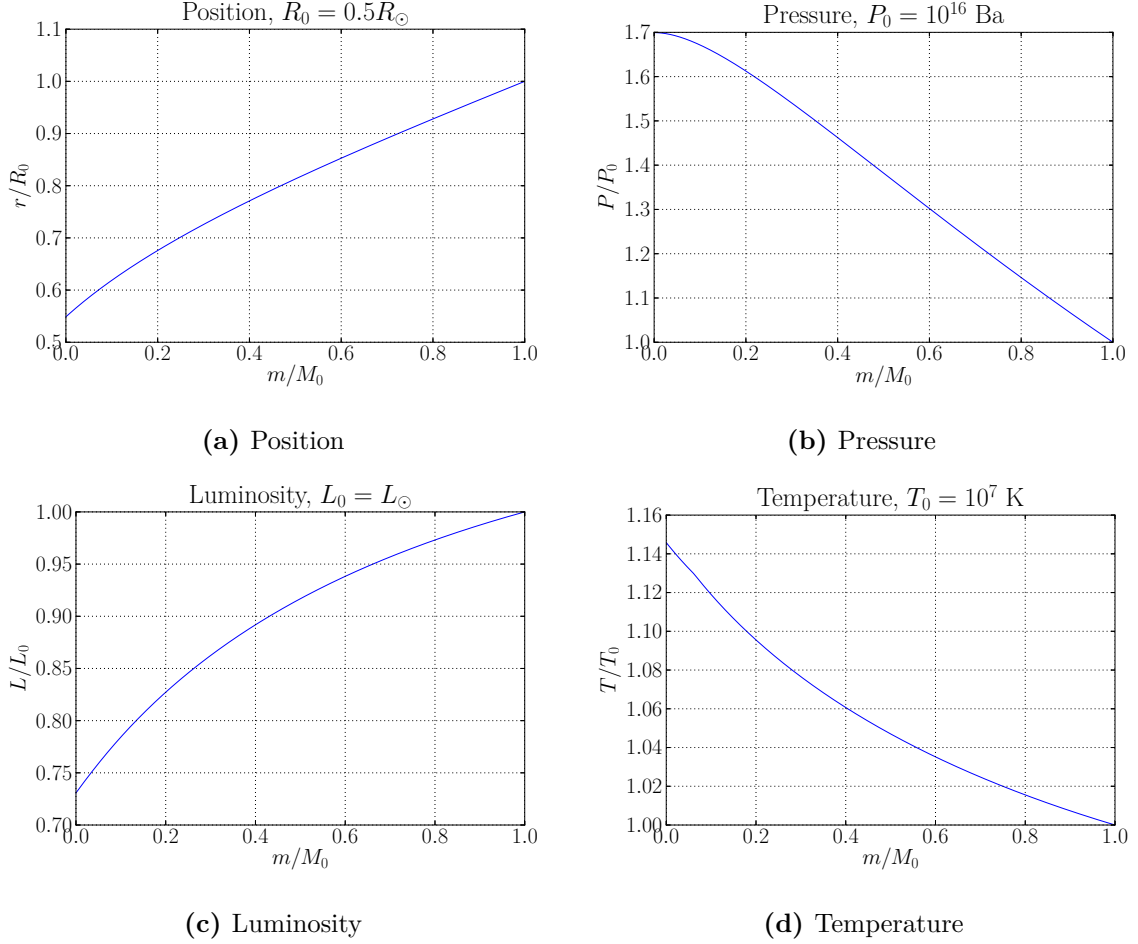 Position, $R_0 = 0.5R_\odot$
1.1
1.0
0.9
0.8
0.7
0.6
0.5
r/R₀
0.0 0.2 0.4 0.6 0.8 1.0
m/M₀
(a) Position
Pressure, P₀ = 10¹⁶ Ba
1.7
1.6
1.5
1.4
1.3
1.2
1.1
1.0
P/P₀
0.0 0.2 0.4 0.6 0.8 1.0
m/M₀
(b) Pressure
Luminosity, L₀ = L⊙
1.00
0.95
0.90
0.85
0.80
0.75
0.70
L/L₀
0.0 0.2 0.4 0.6 0.8 1.0
m/M₀
(c) Luminosity
Temperature, T₀ = 10⁷ K
1.16
1.14
1.12
1.10
1.08
1.06
1.04
1.02
1.00
T/T₀
0.0 0.2 0.4 0.6 0.8 1.0
m/M₀
(d) Temperature